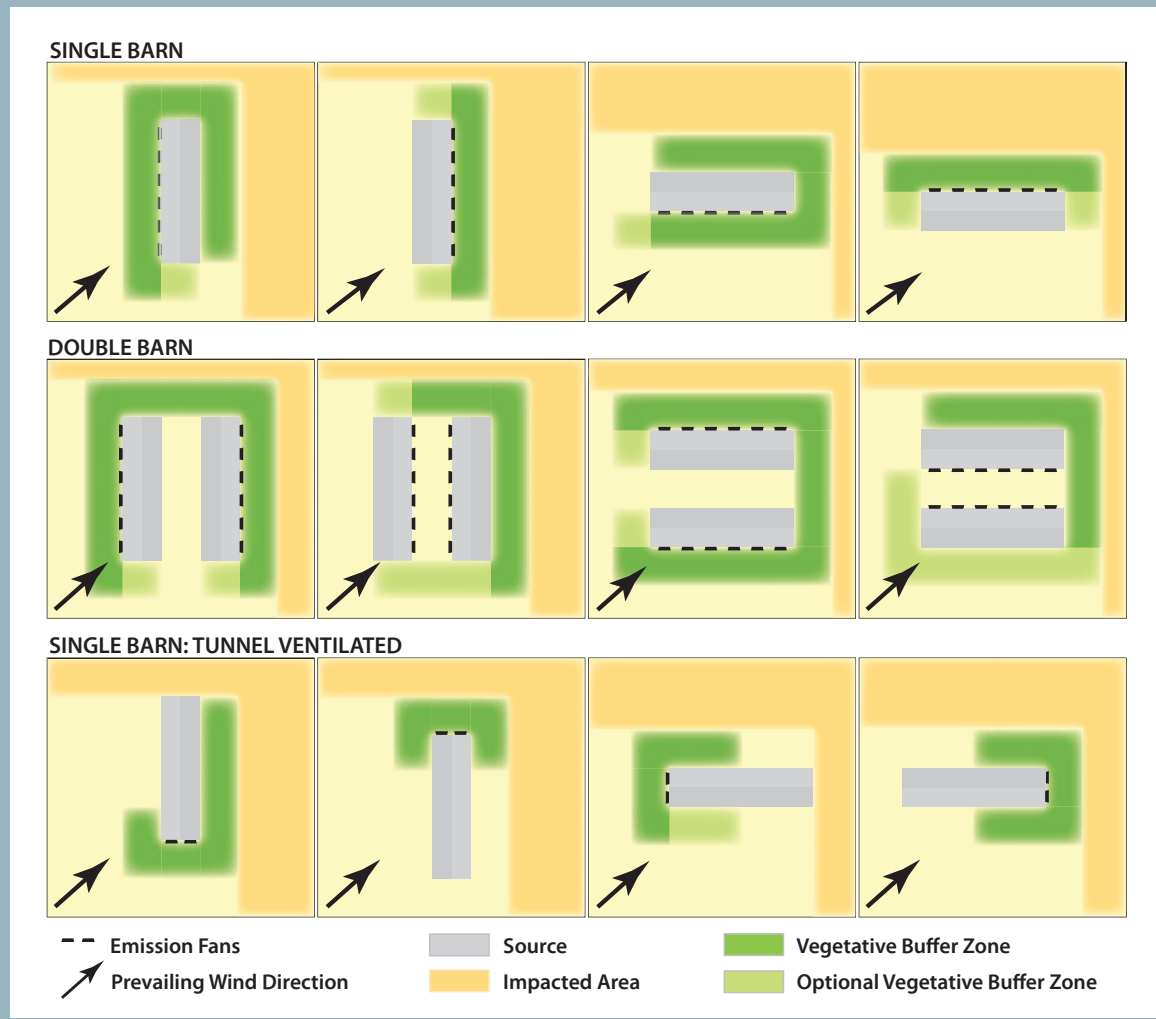 SINGLE BARN
DOUBLE BARN
SINGLE BARN: TUNNEL VENTILATED
Emission Fans
Source
Vegetative Buffer Zone
Prevailing Wind Direction
Impacted Area
Optional Vegetative Buffer Zone